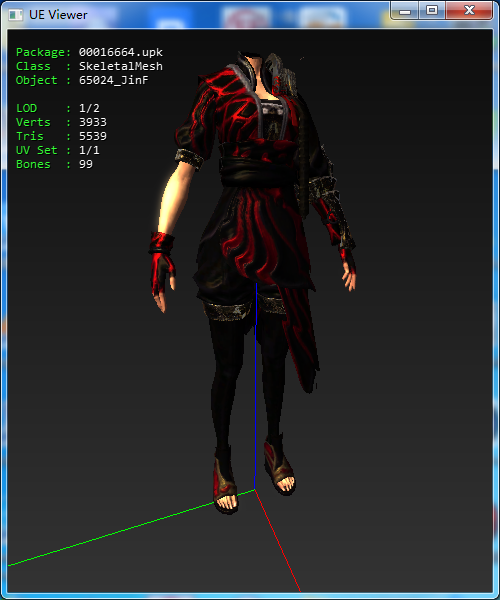 UE Viewer
Package: 00016664.upk
Class : SkeletalMesh
Object : 65024_JinF
LOD : 1/2
Verts : 3933
Tris : 5539
UV Set : 1/1
Bones : 99